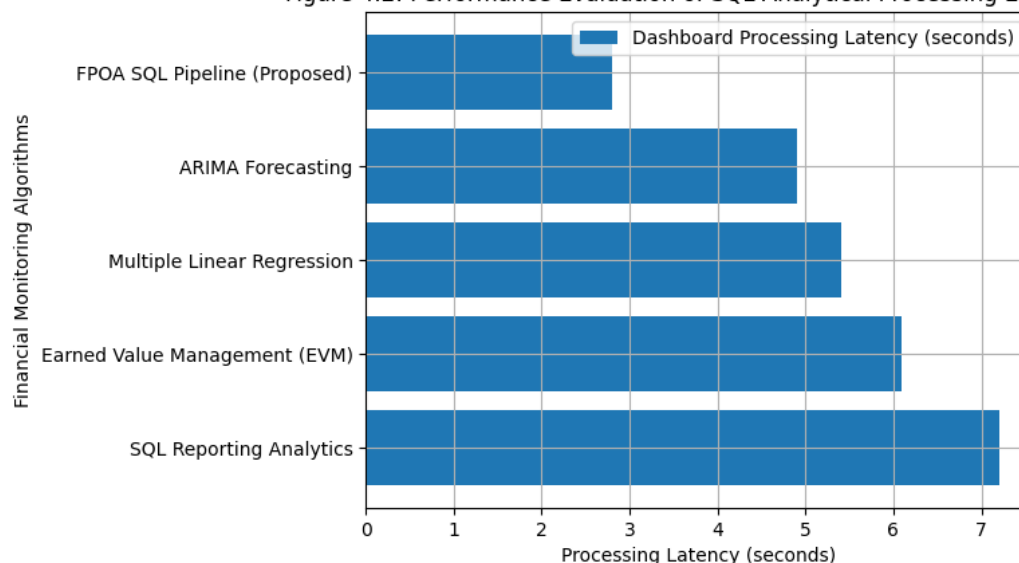 Dashboard Processing Latency (seconds)
FPOA SQL Pipeline (Proposed)
ARIMA Forecasting
Multiple Linear Regression
Earned Value Management (EVM)
SQL Reporting Analytics
Financial Monitoring Algorithms
0 1 2 3 4 5 6 7
Processing Latency (seconds)